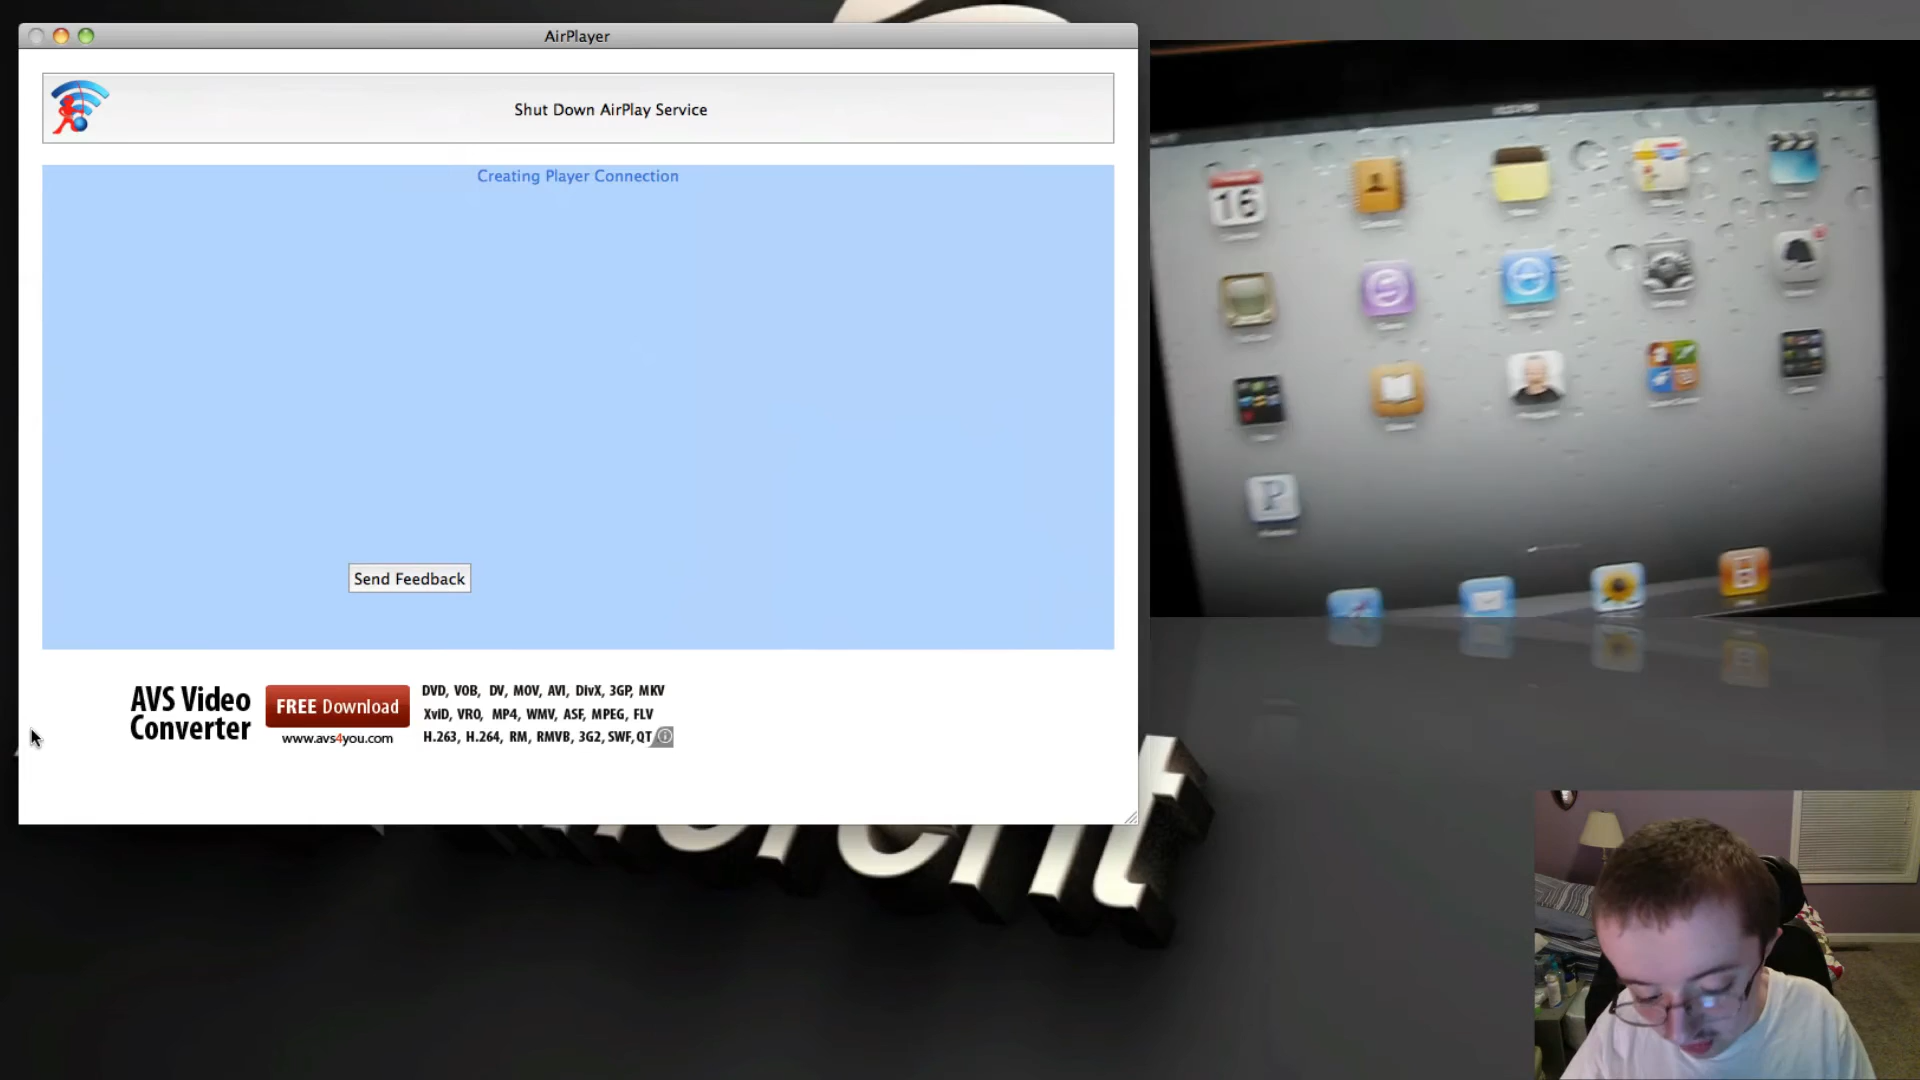 AirPlayer
Shut Down AirPlay Service
Creating Player Connection
Send Feedback
AVS Video
Converter
FREE Download
www.avs4you.com
DVD, VOB, DV, MOV, AVI, DivX, 3GP, MKV
XviD, VRO, MP4, WMV, ASF, MPEG, FLV
H.263, H.264, RM, RMVB, 3G2, SWF, QT
16
P